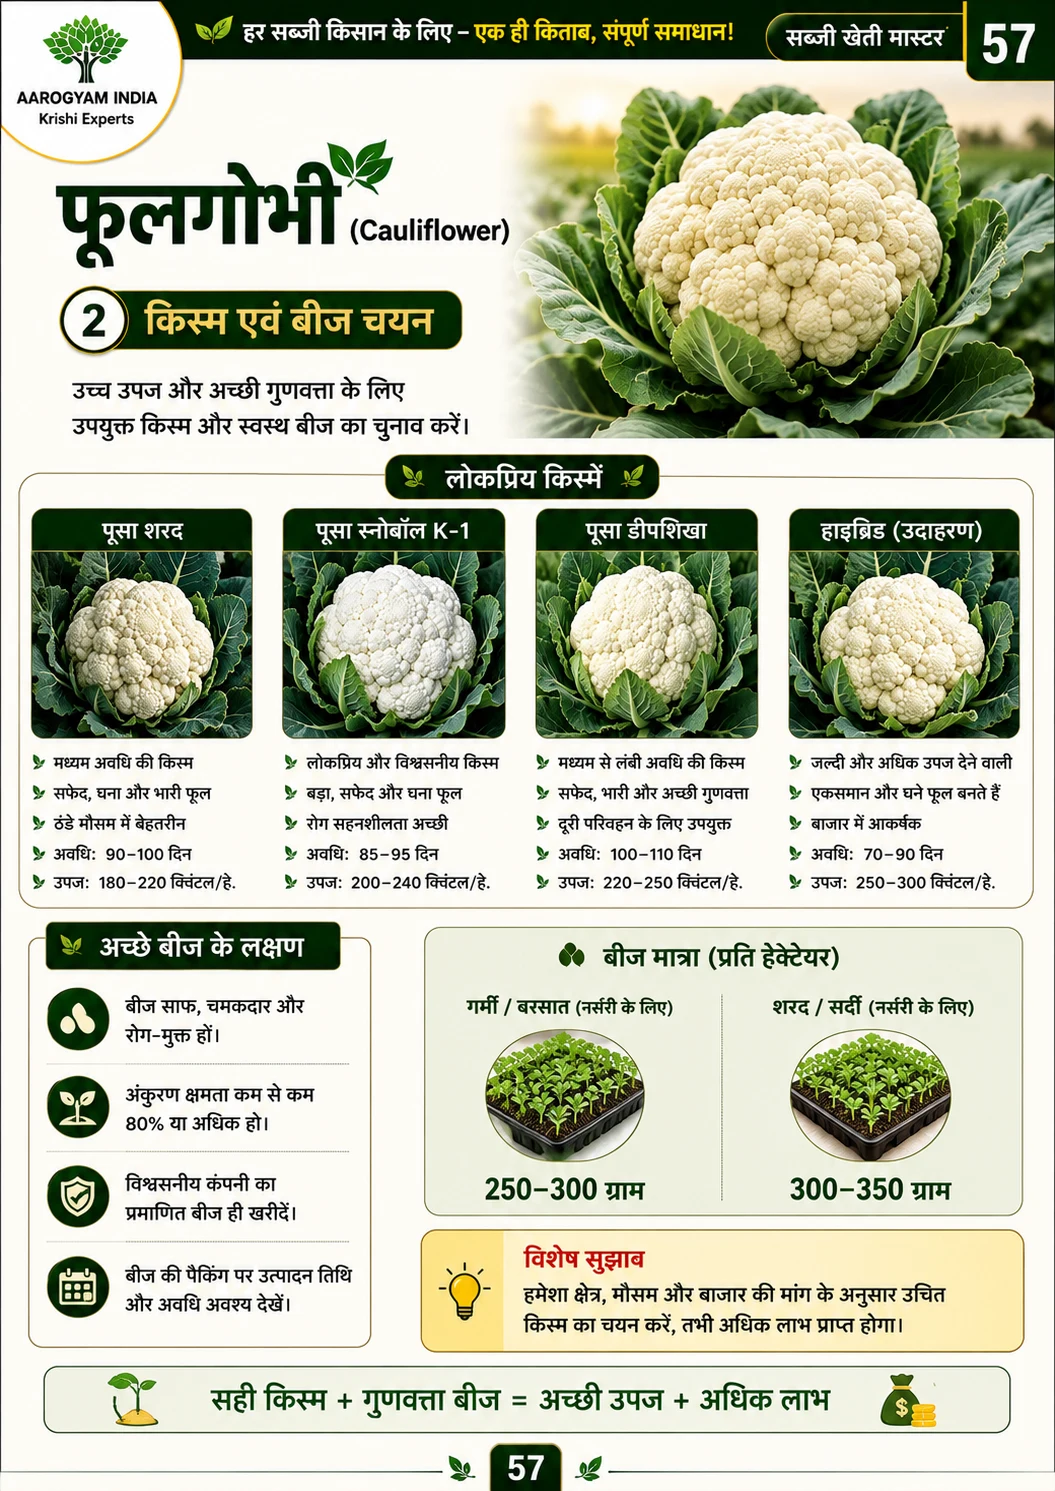 AAROGYAM INDIA
Krishi Experts
हर सब्जी किसान के लिए – एक ही किताब, संपूर्ण समाधान!
सब्जी खेती मास्टर
57
फूलगोभी (Cauliflower)
2 किस्म एवं बीज चयन
उच्च उपज और अच्छी गुणवत्ता के लिए
उपयुक्त किस्म और स्वस्थ बीज का चुनाव करें।
लोकप्रिय किस्में
पूसा शरद
मध्यम अवधि की किस्म
सफेद, घना और भारी फूल
ठंडे मौसम में बेहतरीन
अवधि: 90–100 दिन
उपज: 180–220 क्विंटल/हे.
पूसा स्नोबॉल K-1
लोकप्रिय और विश्वसनीय किस्म
बड़ा, सफेद और घना फूल
रोग सहनशीलता अच्छी
अवधि: 85–95 दिन
उपज: 200–240 क्विंटल/हे.
पूसा डीपशिखा
मध्यम से लंबी अवधि की किस्म
सफेद, भारी और अच्छी गुणवत्ता
दूरी परिवहन के लिए उपयुक्त
अवधि: 100–110 दिन
उपज: 220–250 क्विंटल/हे.
हाइब्रिड (उदाहरण)
जल्दी और अधिक उपज देने वाली
एकसमान और घने फूल बनते हैं
बाजार में आकर्षक
अवधि: 70–90 दिन
उपज: 250–300 क्विंटल/हे.
अच्छे बीज के लक्षण
बीज साफ, चमकदार और
रोग-मुक्त हों।
अंकुरण क्षमता कम से कम
80% या अधिक हो।
विश्वसनीय कंपनी का
प्रमाणित बीज ही खरीदें।
बीज की पैकिंग पर उत्पादन तिथि
और अवधि अवश्य देखें।
बीज मात्रा (प्रति हेक्टेयर)
गर्मी / बरसात (नर्सरी के लिए)
250–300 ग्राम
शरद / सर्दी (नर्सरी के लिए)
300–350 ग्राम
विशेष सुझाब
हमेशा क्षेत्र, मौसम और बाजार की मांग के अनुसार उचित
किस्म का चयन करें, तभी अधिक लाभ प्राप्त होगा।
सही किस्म + गुणवत्ता बीज = अच्छी उपज + अधिक लाभ
$
57